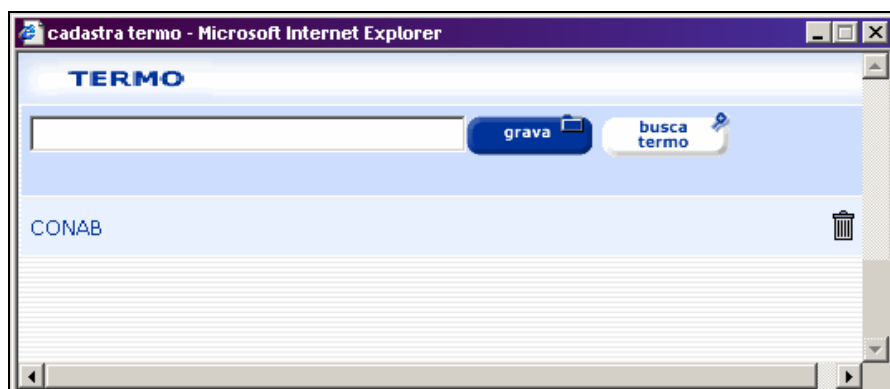 cadastra termo - Microsoft Internet Explorer
TERMO
grava
busca
termo
CONAB